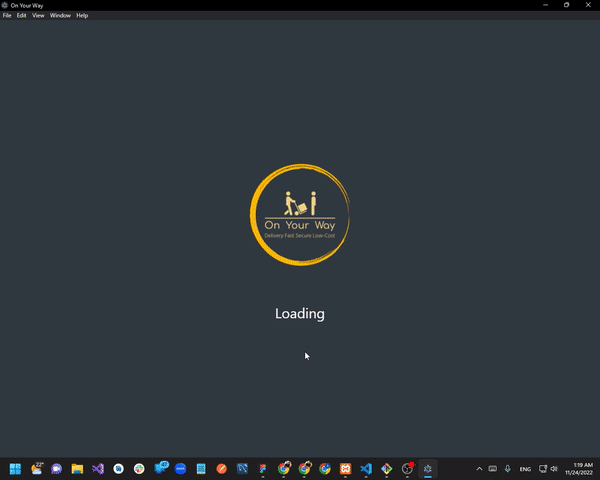 On Your Way
File Edit View Window Help
On Your Way
Delivery Fast Secure Low-Cost
Loading
22°
ENG
1:19 AM
11/24/2022